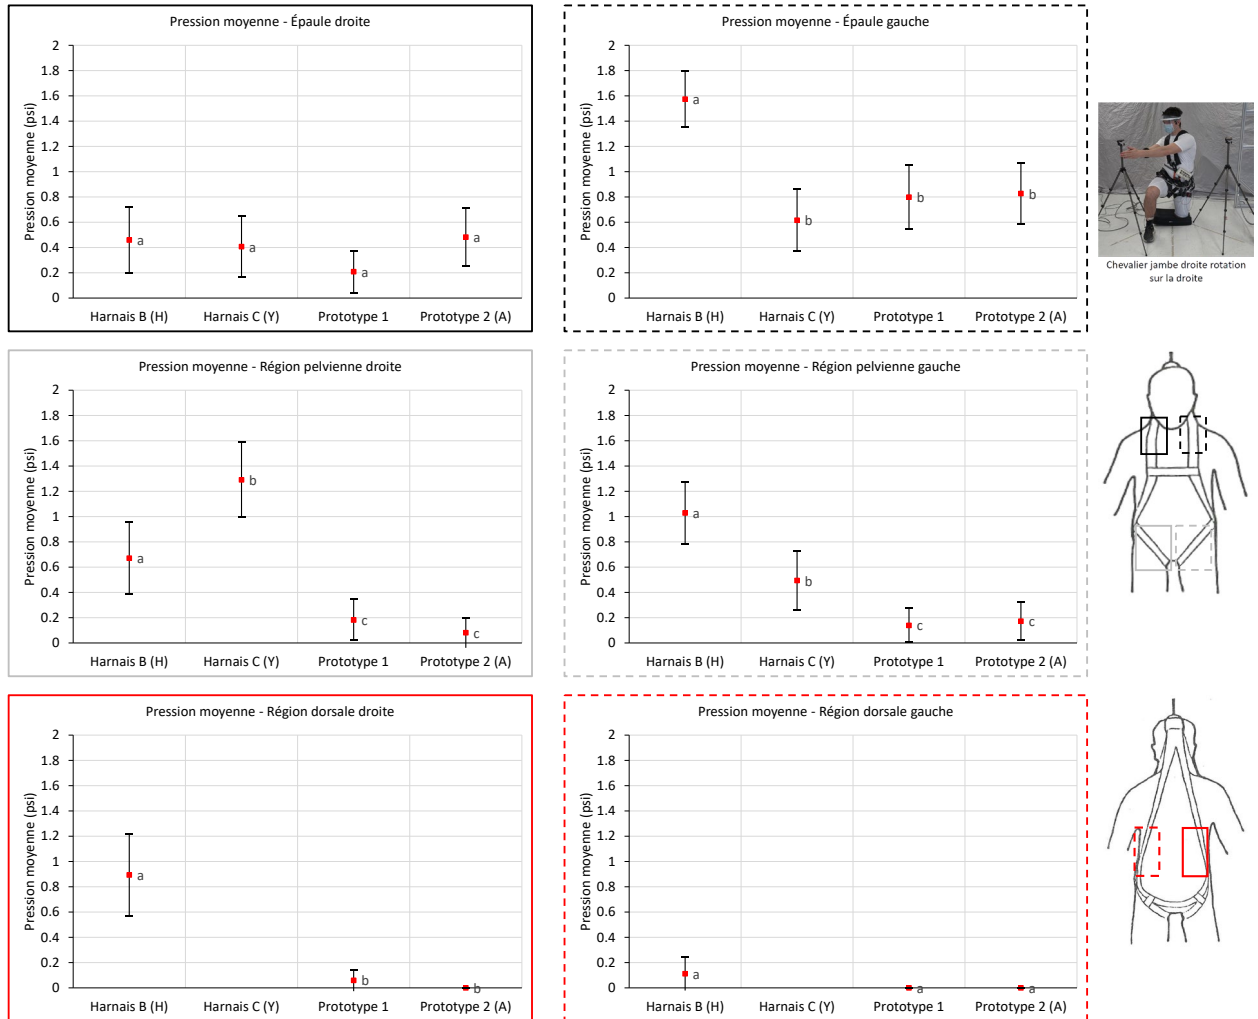 Pression moyenne - Épaule droite
Pression moyenne (psi)
2
1.8
1.6
1.4
1.2
1
0.8
0.6
0.4
0.2
0
a
a
a
a
Harnais B (H)
Harnais C (Y)
Prototype 1
Prototype 2 (A)
Pression moyenne - Épaule gauche
Pression moyenne (psi)
2
1.8
1.6
1.4
1.2
1
0.8
0.6
0.4
0.2
0
a
b
b
b
Harnais B (H)
Harnais C (Y)
Prototype 1
Prototype 2 (A)
Chevalier jambe droite rotation
sur la droite
Pression moyenne - Région pelvienne droite
Pression moyenne (psi)
2
1.8
1.6
1.4
1.2
1
0.8
0.6
0.4
0.2
0
a
b
c
c
Harnais B (H)
Harnais C (Y)
Prototype 1
Prototype 2 (A)
Pression moyenne - Région pelvienne gauche
Pression moyenne (psi)
2
1.8
1.6
1.4
1.2
1
0.8
0.6
0.4
0.2
0
a
b
c
c
Harnais B (H)
Harnais C (Y)
Prototype 1
Prototype 2 (A)
Pression moyenne - Région dorsale droite
Pression moyenne (psi)
2
1.8
1.6
1.4
1.2
1
0.8
0.6
0.4
0.2
0
a
b
b
Harnais B (H)
Harnais C (Y)
Prototype 1
Prototype 2 (A)
Pression moyenne - Région dorsale gauche
Pression moyenne (psi)
2
1.8
1.6
1.4
1.2
1
0.8
0.6
0.4
0.2
0
a
a
a
Harnais B (H)
Harnais C (Y)
Prototype 1
Prototype 2 (A)